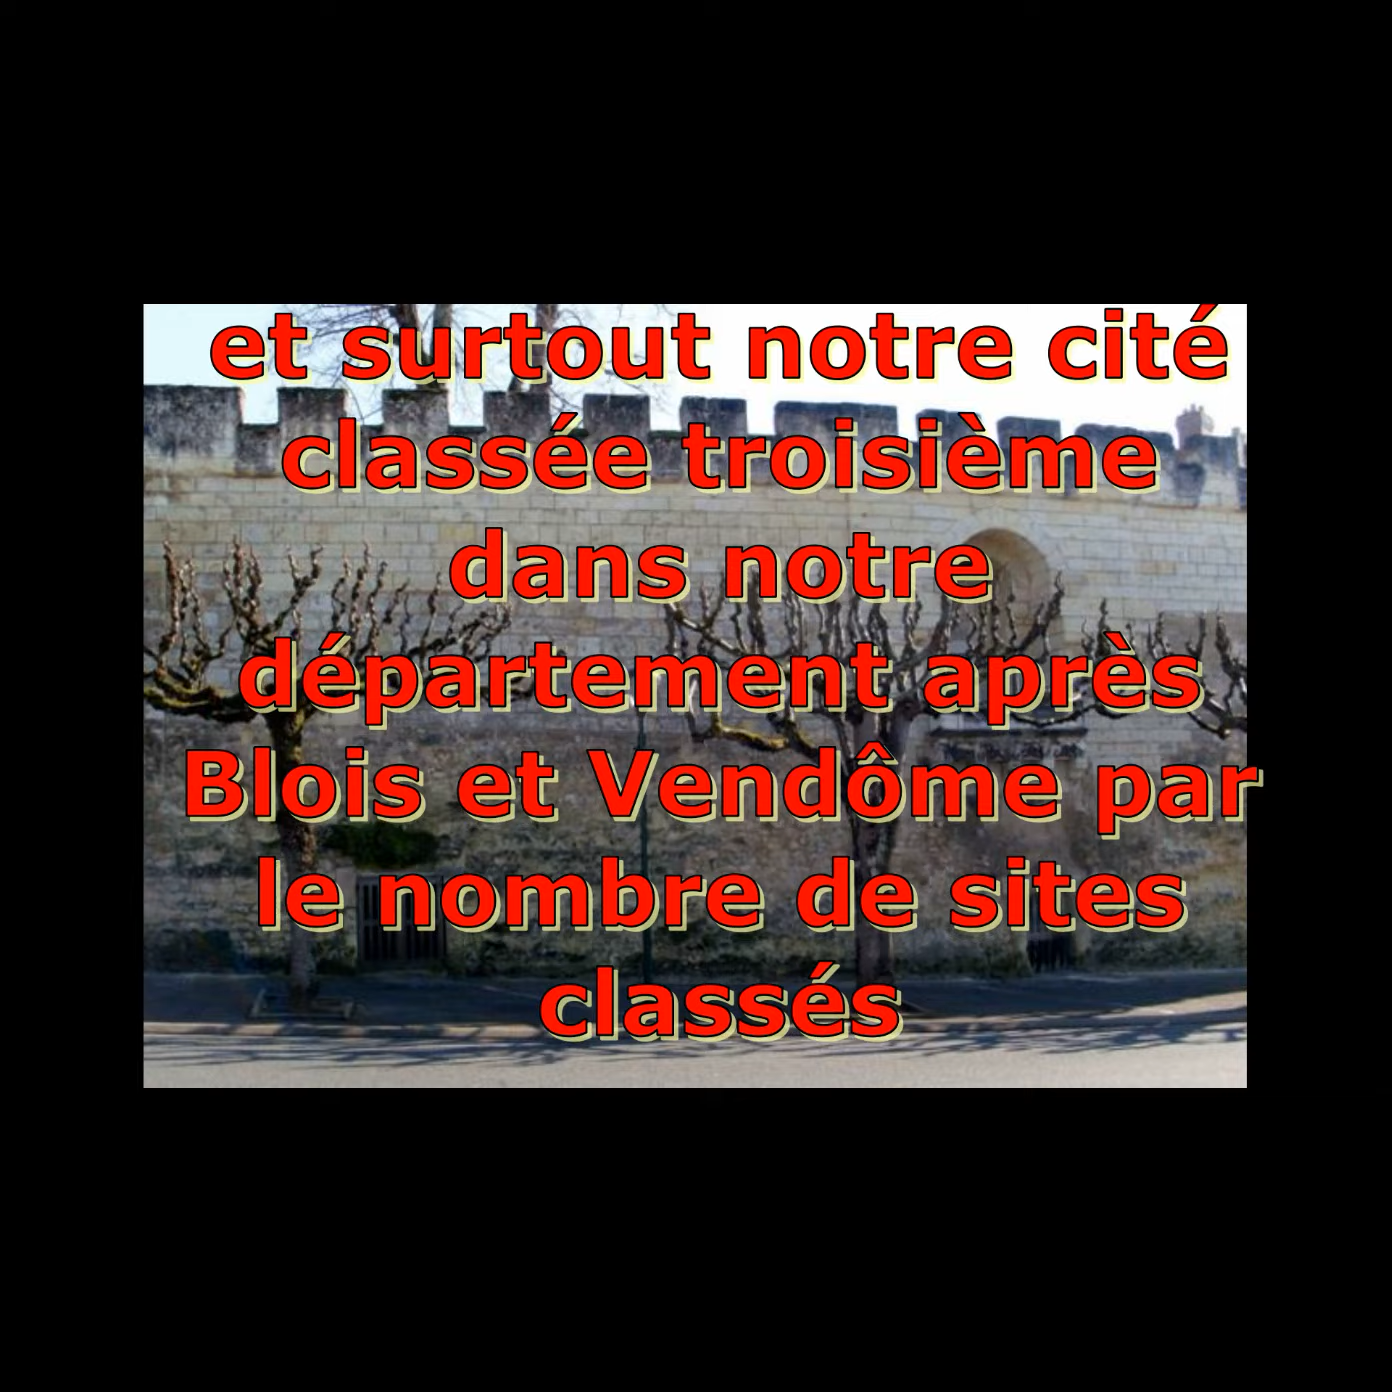 et surtout notre cité
classée troisième
dans notre
département après
Blois et Vendôme par
le nombre de sites
classés